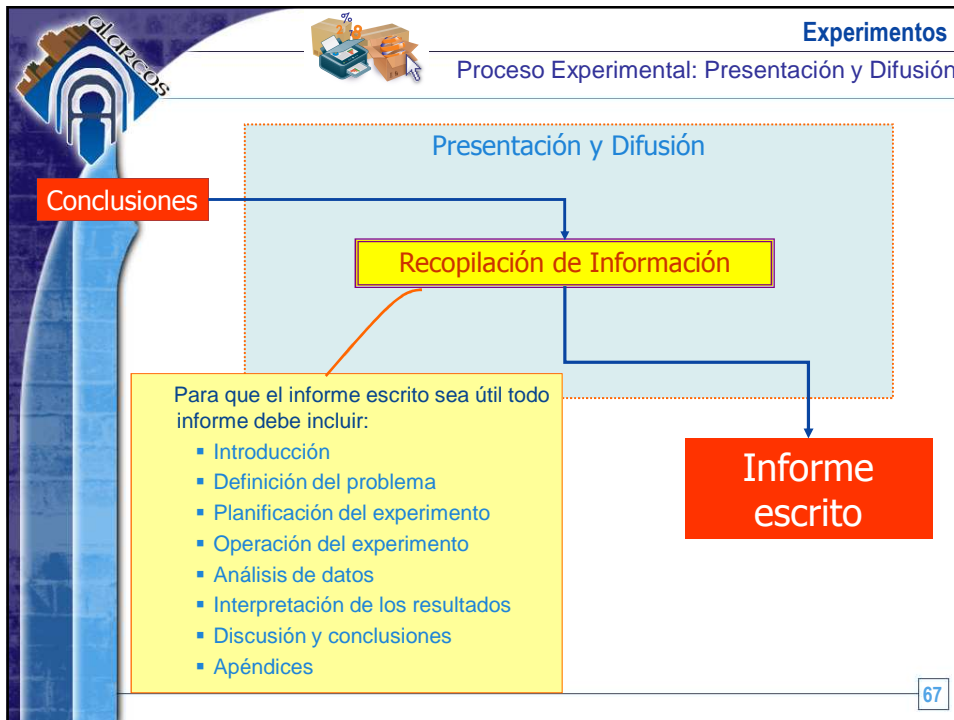 ALARCOS
Experimentos
Proceso Experimental: Presentación y Difusión
Presentación y Difusión
Conclusiones
Recopilación de Información
Para que el informe escrito sea útil todo
informe debe incluir:
▪ Introducción
▪ Definición del problema
▪ Planificación del experimento
▪ Operación del experimento
▪ Análisis de datos
▪ Interpretación de los resultados
▪ Discusión y conclusiones
▪ Apéndices
Informe
escrito
67